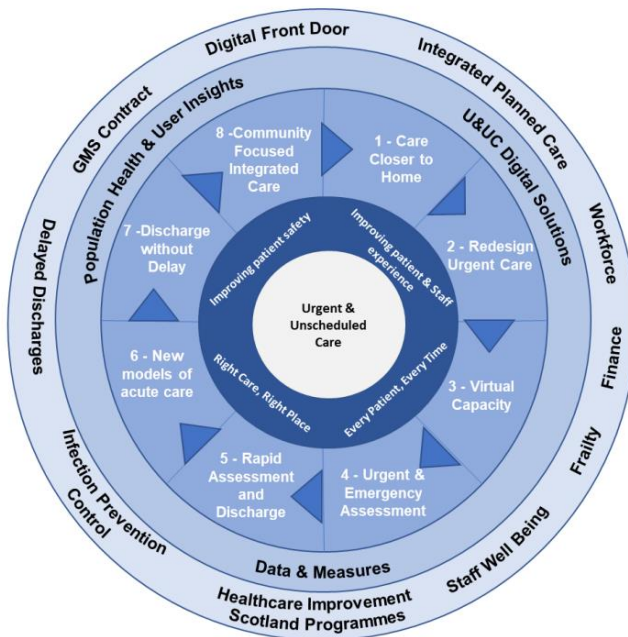 Digital Front Door
Integrated Planned Care
Workforce
Finance
Frailty
Staff Well Being
Healthcare Improvement
Scotland Programmes
Infection Prevention
Control
Delayed Discharges
GMS Contract
Population Health & User Insights
U&UC Digital Solutions
Data & Measures
1 - Care
Closer to
Home
2 - Redesign
Urgent Care
3 - Virtual
Capacity
4 - Urgent &
Emergency
Assessment
5 - Rapid
Assessment
and
Discharge
6 - New
models of
acute care
7 -Discharge
without
Delay
8 -Community
Focused
Integrated
Care
Improving patient safety
Improving patient & Staff
experience
Every Patient, Every Time
Right Care, Right Place
Urgent &
Unscheduled
Care